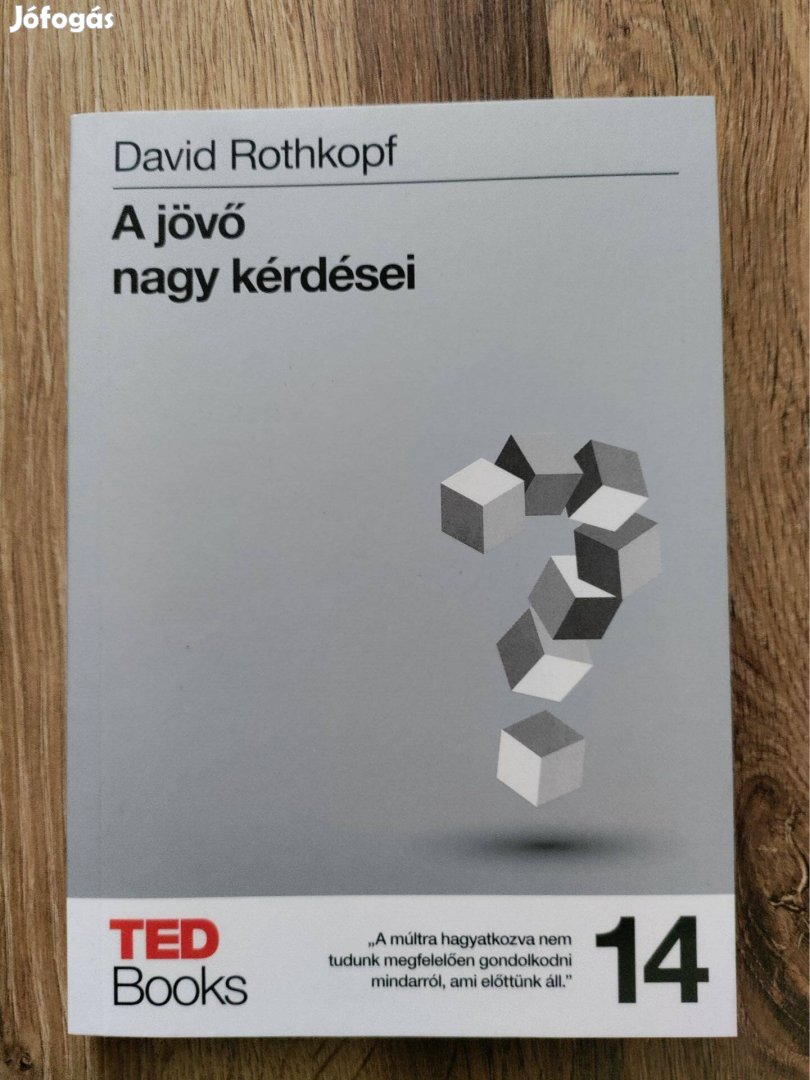 Jófogás
David Rothkopf
A jövő
nagy kérdései
TED
Books
„A múltra hagyatkozva nem
tudunk megfelelően gondolkodni
mindarról, ami előttünk áll.”
14